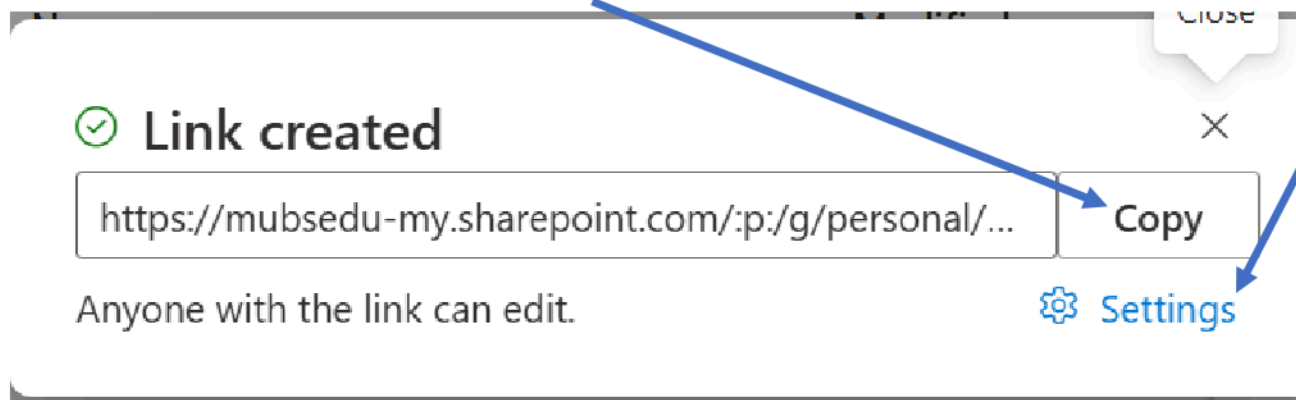 Close
Link created
https://mubsedu-my.sharepoint.com/:p:/g/personal/...
Copy
Anyone with the link can edit.
Settings